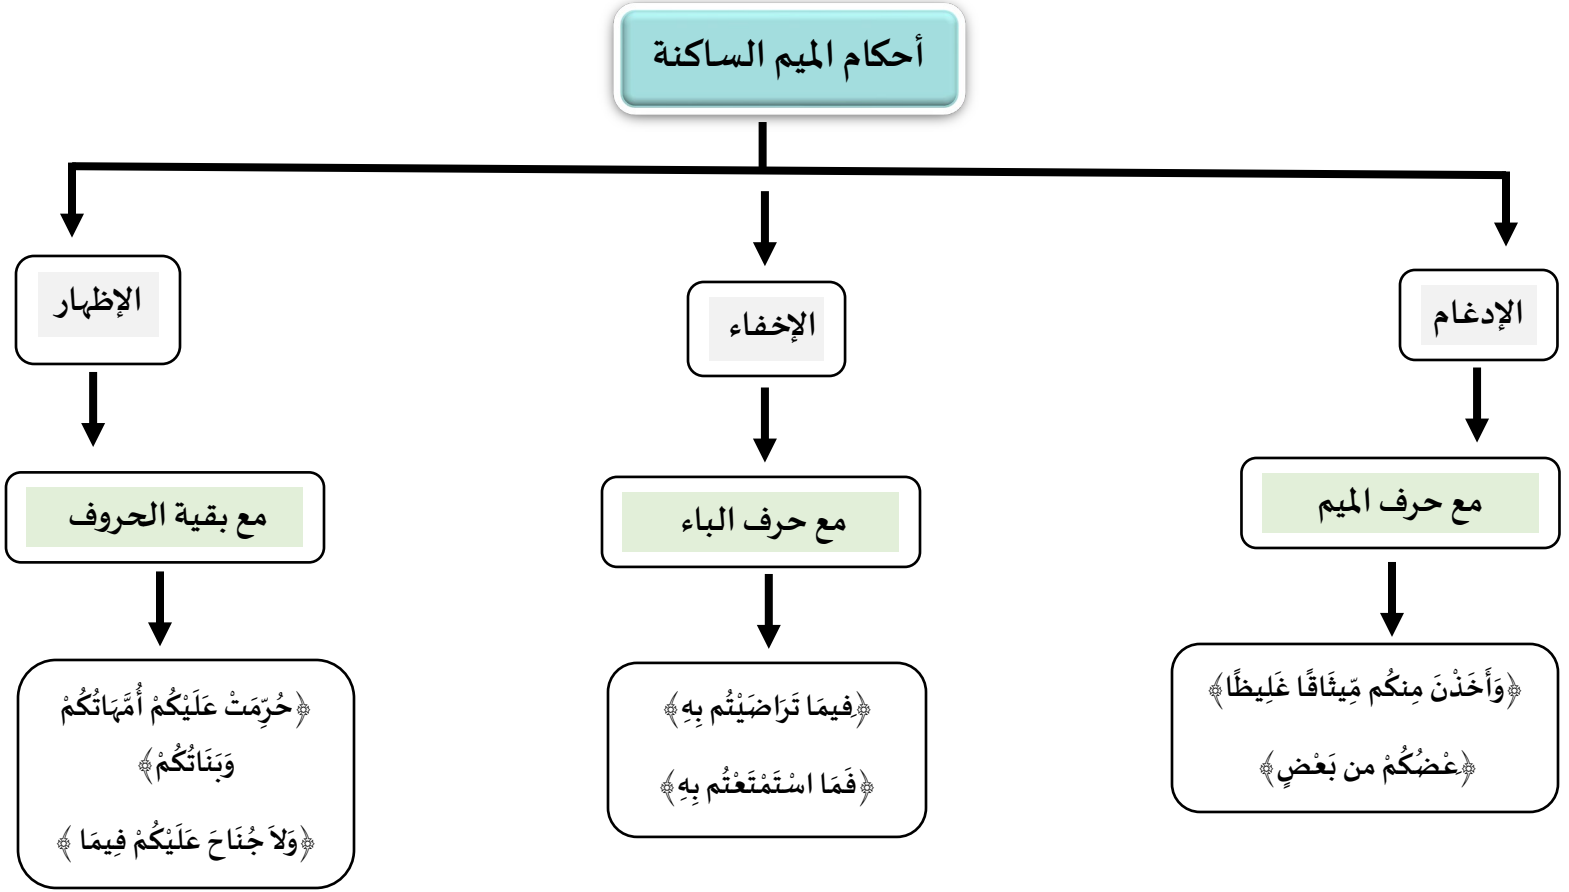 أحكام الميم الساكنة
الإدغام
الإخفاء
الإظهار
مع حرف الميم
مع حرف الباء
مع بقية الحروف
﴿وَأَخَذْنَ مِنكُم مِّيثَاقًا غَلِيظًا﴾
﴿عْضُكُمْ من بَعْضٍ﴾
﴿فِيمَا تَرَاضَيْتُم بِهِ﴾
﴿فَمَا اسْتَمْتَعْتُم بِهِ﴾
﴿حُرِّمَتْ عَلَيْكُمْ أُمَّهَاتُكُمْ
وَبَنَاتُكُمْ﴾
﴿وَلاَ جُنَاحَ عَلَيْكُمْ فِيمَا ﴾